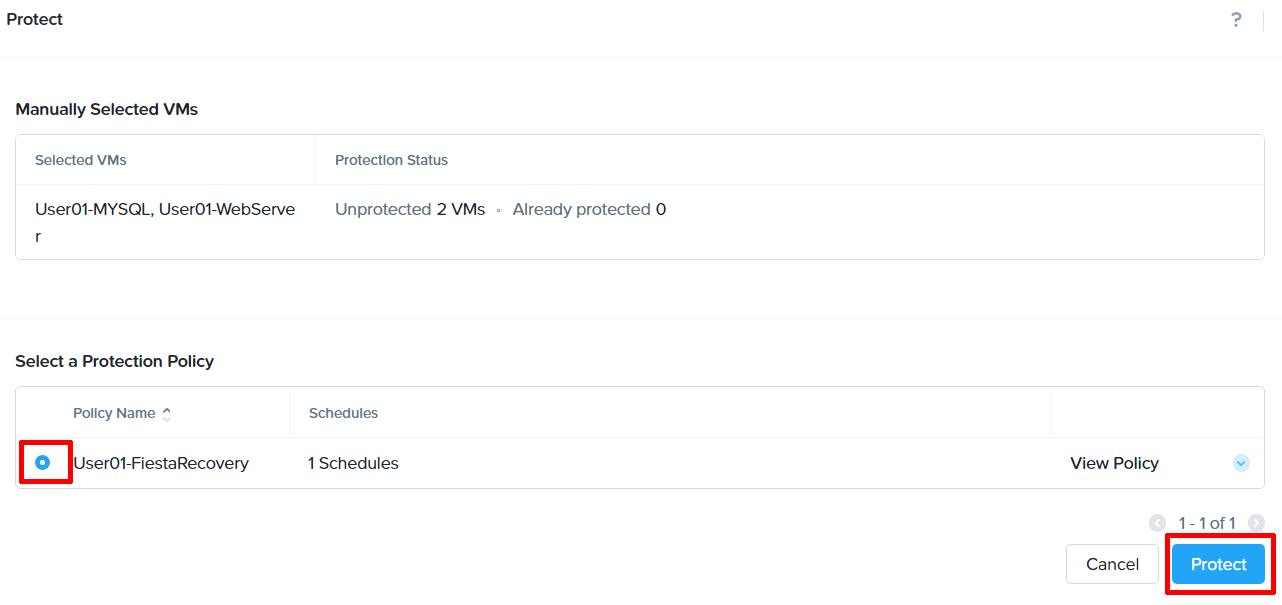 Protect
?
Manually Selected VMs
Selected VMs
Protection Status
User01-MYSQL, User01-WebServe
r
Unprotected 2 VMs • Already protected 0
Select a Protection Policy
Policy Name
Schedules
User01-FiestaRecovery
1 Schedules
View Policy
1 - 1 of 1
Cancel
Protect